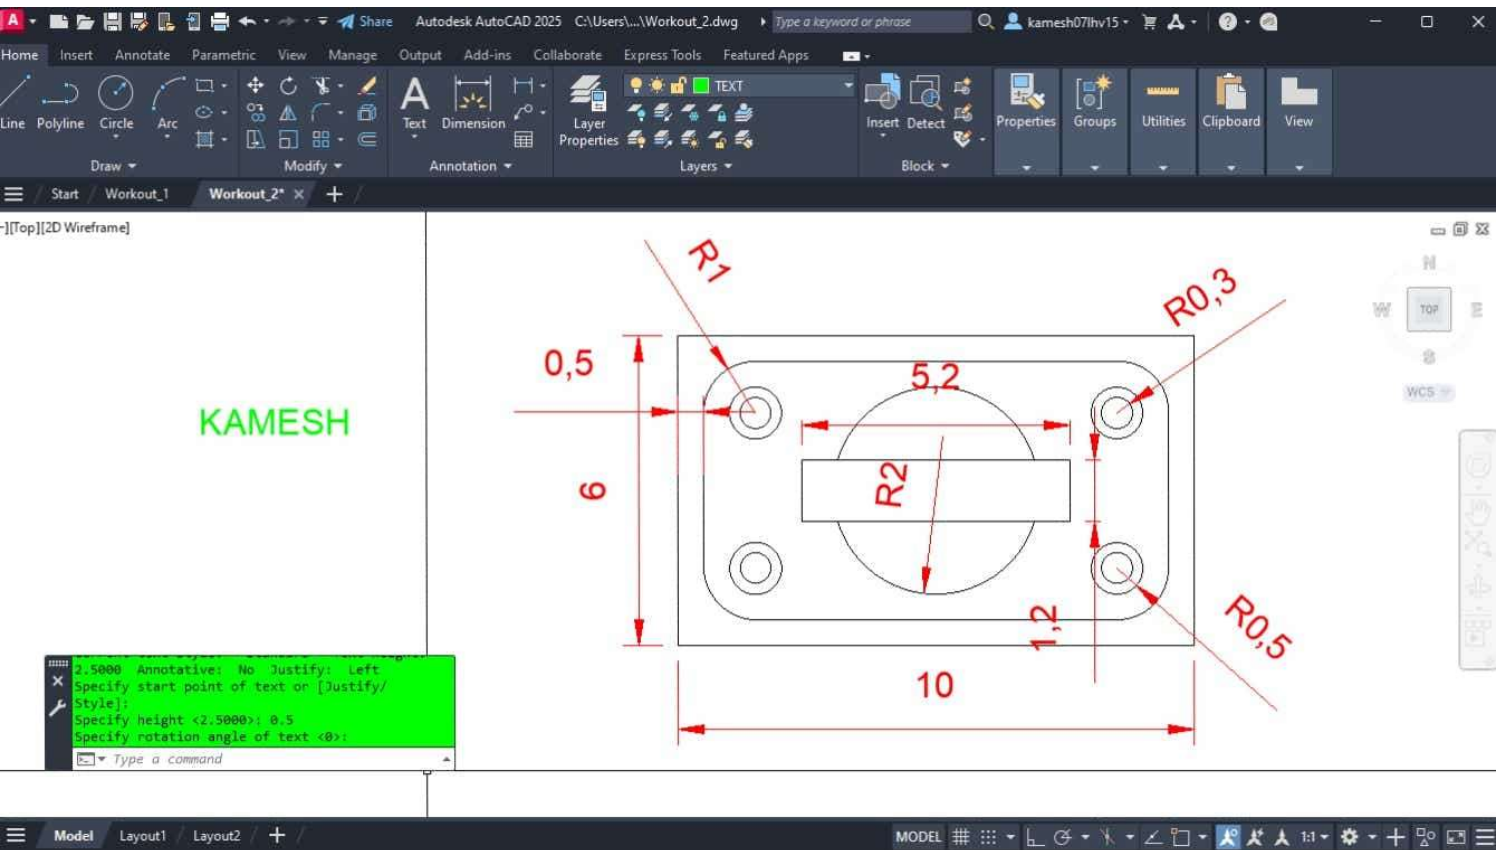 A
Share
Autodesk AutoCAD 2025 C:\Users\...\Workout_2.dwg
Type a keyword or phrase
kamesh07lhv15
Home Insert Annotate Parametric View Manage Output Add-ins Collaborate Express Tools Featured Apps
TEXT
Line Polyline Circle Arc
A
Text Dimension
Layer
Properties
Insert Detect
Properties Groups Utilities Clipboard View
Draw Modify Annotation Layers Block
Start Workout_1 Workout_2* +
-][Top][2D Wireframe]
N
W TOP E
S
WCS
R1
R0,3
0,5
5,2
KAMESH
6
R2
1,2
R0,5
10
2.5000 Annotative: No Justify: Left
Specify start point of text or [Justify/
Style]:
Specify height <2.5000>: 0.5
Specify rotation angle of text <0>:
Type a command
Model Layout1 Layout2 +
MODEL
1:1